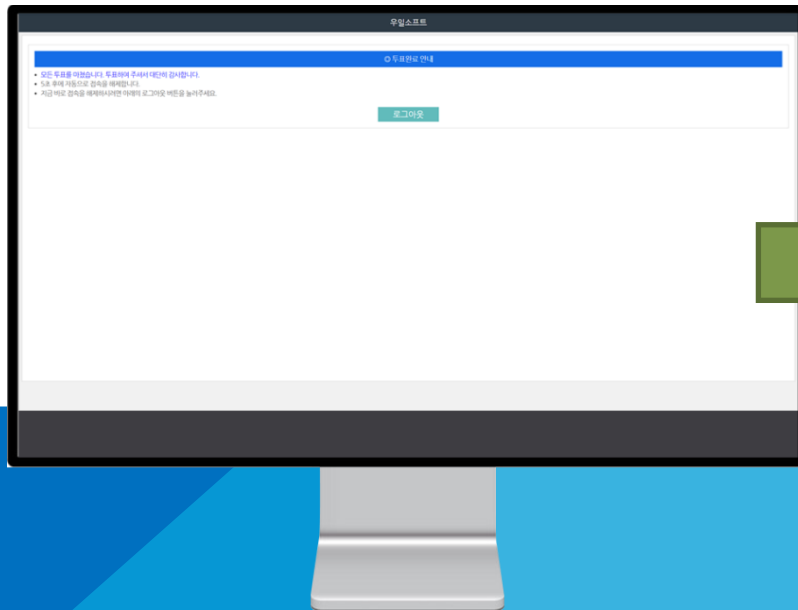 우일소프트
◎ 투표완료 안내
• 모든 투표를 마쳤습니다. 투표하여 주셔서 대단히 감사합니다.
• 5초 후에 자동으로 접속을 해제합니다.
• 지금 바로 접속을 해제하시려면 아래의 로그아웃 버튼을 눌러주세요.
로그아웃